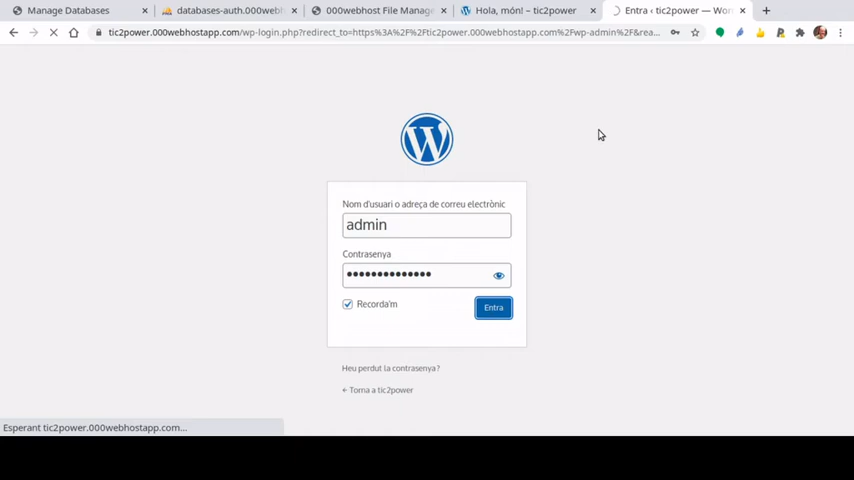 Manage Databases
databases-auth.000webh
000webhost File Manage
Hola, món! – tic2power
Entra ‹ tic2power — Wor
tic2power.000webhostapp.com/wp-login.php?redirect_to=https%3A%2F%2Ftic2power.000webhostapp.com%2Fwp-admin%2F&rea...
Nom d'usuari o adreça de correu electrònic
admin
Contrasenya
••••••••••••••
Recorda'm
Entra
Heu perdut la contrasenya?
← Torna a tic2power
Esperant tic2power.000webhostapp.com...